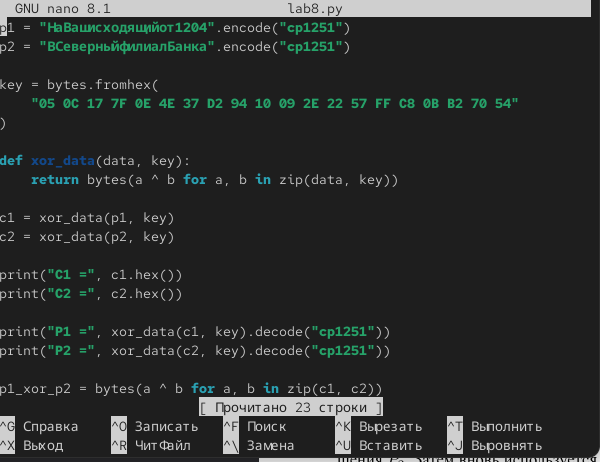 GNU nano 8.1 lab8.py
p1 = "НаВашисходящийот1204".encode("cp1251")
p2 = "ВСеверныйфилиалБанка".encode("cp1251")
key = bytes.fromhex(
"05 0C 17 7F 0E 4E 37 D2 94 10 09 2E 22 57 FF C8 0B B2 70 54"
)
def xor_data(data, key):
return bytes(a ^ b for a, b in zip(data, key))
c1 = xor_data(p1, key)
c2 = xor_data(p2, key)
print("C1 =", c1.hex())
print("C2 =", c2.hex())
print("P1 =", xor_data(c1, key).decode("cp1251"))
print("P2 =", xor_data(c2, key).decode("cp1251"))
p1_xor_p2 = bytes(a ^ b for a, b in zip(c1, c2))
[ Прочитано 23 строки ]
^G Справка ^O Записать ^F Поиск ^K Вырезать ^T Выполнить
^X Выход ^R ЧитФайл ^\ Замена ^U Вставить ^J Выровнять